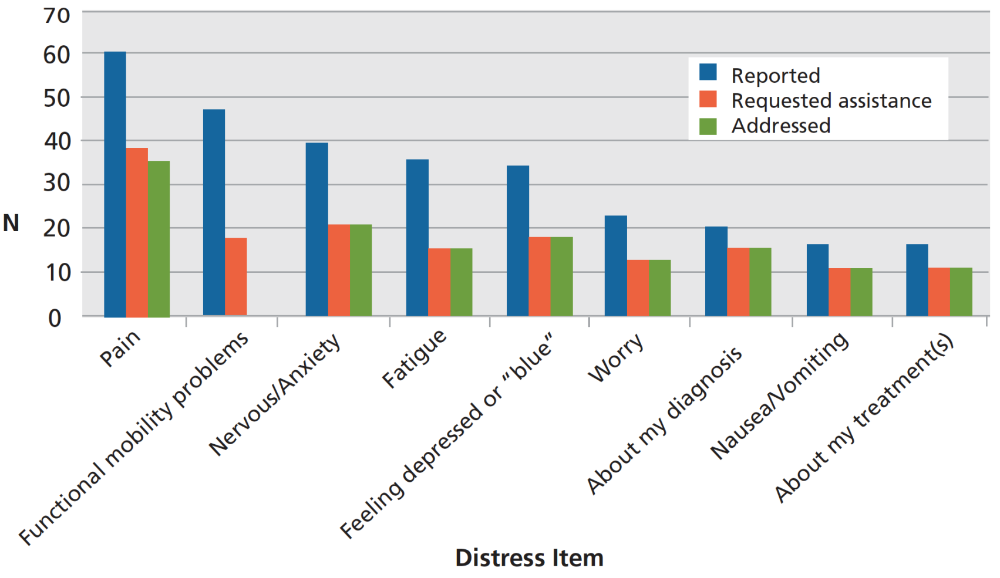 70
60
50
40
30
20
10
0
N
Reported
Requested assistance
Addressed
Pain
Functional mobility problems
Nervous/Anxiety
Fatigue
Feeling depressed or “blue”
Worry
About my diagnosis
Nausea/Vomiting
About my treatment(s)
Distress Item